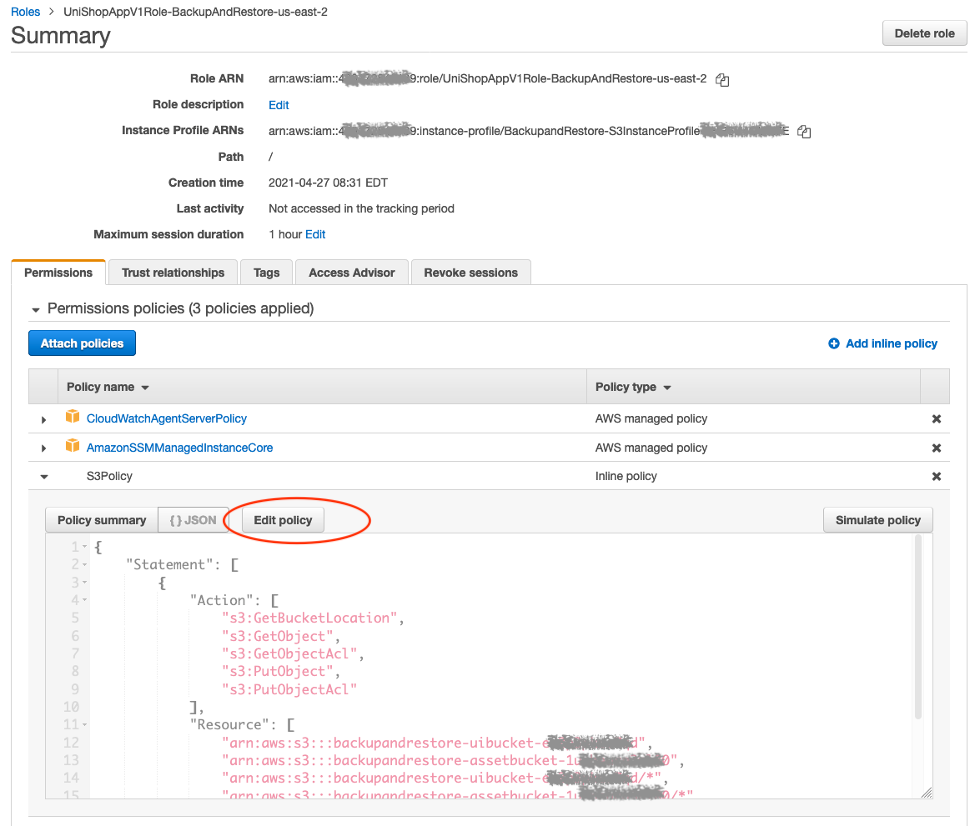 Roles > UniShopAppV1Role-BackupAndRestore-us-east-2
Summary
Delete role
Role ARN arn:aws:iam::4 9:role/UniShopAppV1Role-BackupAndRestore-us-east-2
Role description Edit
Instance Profile ARNs arn:aws:iam::4 9:instance-profile/BackupandRestore-S3InstanceProfile E
Path /
Creation time 2021-04-27 08:31 EDT
Last activity Not accessed in the tracking period
Maximum session duration 1 hour Edit
Permissions Trust relationships Tags Access Advisor Revoke sessions
Permissions policies (3 policies applied)
Attach policies Add inline policy
Policy name Policy type
CloudWatchAgentServerPolicy AWS managed policy
AmazonSSMManagedInstanceCore AWS managed policy
S3Policy Inline policy
Policy summary { } JSON Edit policy Simulate policy
1 {
2 "Statement": [
3 {
4 "Action": [
5 "s3:GetBucketLocation",
6 "s3:GetObject",
7 "s3:GetObjectAcl",
8 "s3:PutObject",
9 "s3:PutObjectAcl"
10 ],
11 "Resource": [
12 "arn:aws:s3:::backupandrestore-uibucket- d",
13 "arn:aws:s3:::backupandrestore-assetbucket-1u 0",
14 "arn:aws:s3:::backupandrestore-uibucket- d/*",
15 "arn:aws:s3:::backupandrestore-assetbucket-1u 0/*"